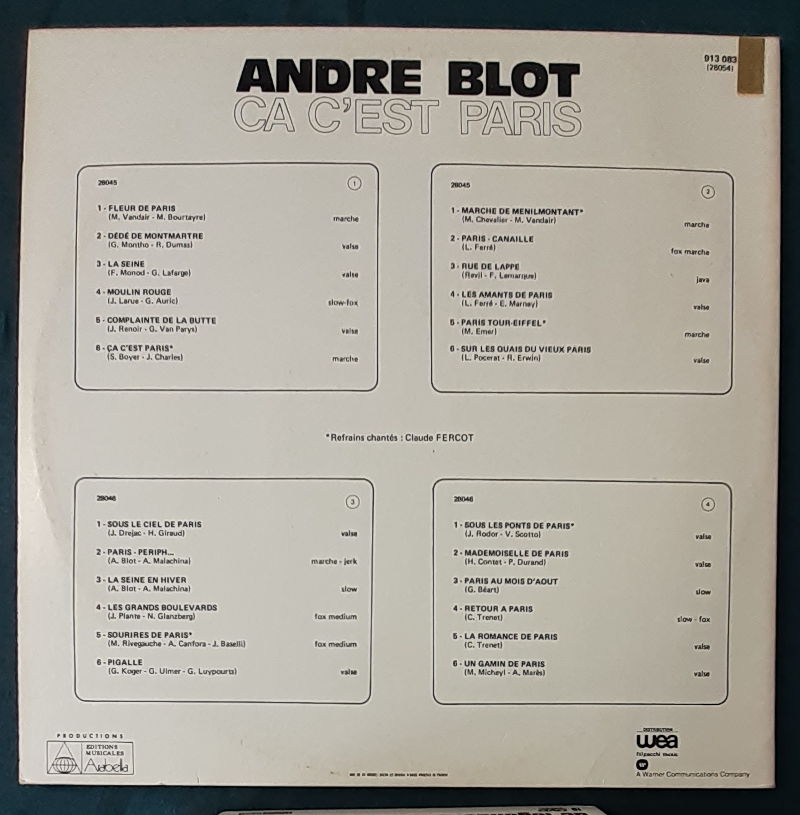 ANDRE BLOT
ÇA C'EST PARIS
913 083
(28054)
28045 1
1 - FLEUR DE PARIS
(M. Vandair - M. Bourtayre) marche
2 - DÉDÉ DE MONTMARTRE
(G. Montho - R. Dumas) valse
3 - LA SEINE
(F. Monod - G. Lafarge) valse
4 - MOULIN ROUGE
(J. Larue - G. Auric) slow-fox
5 - COMPLAINTE DE LA BUTTE
(J. Renoir - G. Van Parys) valse
6 - ÇA C'EST PARIS*
(S. Boyer - J. Charles) marche
28045 2
1 - MARCHE DE MENILMONTANT*
(M. Chevalier - M. Vandair) marche
2 - PARIS - CANAILLE
(L. Ferré) fox marche
3 - RUE DE LAPPE
(Revil - F. Lemarque) java
4 - LES AMANTS DE PARIS
(L. Ferré - E. Marnay) valse
5 - PARIS TOUR-EIFFEL*
(M. Emer) marche
6 - SUR LES QUAIS DU VIEUX PARIS
(L. Pocerat - R. Erwin) valse
*Refrains chantés : Claude FERCOT
28046 3
1 - SOUS LE CIEL DE PARIS
(J. Drejac - H. Giraud) valse
2 - PARIS - PERIPH...
(A. Blot - A. Malachina) marche - jerk
3 - LA SEINE EN HIVER
(A. Blot - A. Malachina) slow
4 - LES GRANDS BOULEVARDS
(J. Plante - N. Glanzberg) fox medium
5 - SOURIRES DE PARIS*
(M. Rivegauche - A. Canfora - J. Baselli) fox medium
6 - PIGALLE
(G. Koger - G. Ulmer - G. Luypourts) valse
28046 4
1 - SOUS LES PONTS DE PARIS*
(J. Rodor - V. Scotto) valse
2 - MADEMOISELLE DE PARIS
(H. Contet - P. Durand) valse
3 - PARIS AU MOIS D'AOUT
(G. Béart) slow
4 - RETOUR A PARIS
(C. Trenet) slow - fox
5 - LA ROMANCE DE PARIS
(C. Trenet) valse
6 - UN GAMIN DE PARIS
(M. Micheyl - A. Marès) valse
PRODUCTIONS
EDITIONS
MUSICALES
Arabella
DISTRIBUTION
wea
filipacchi music
A Warner Communications Company